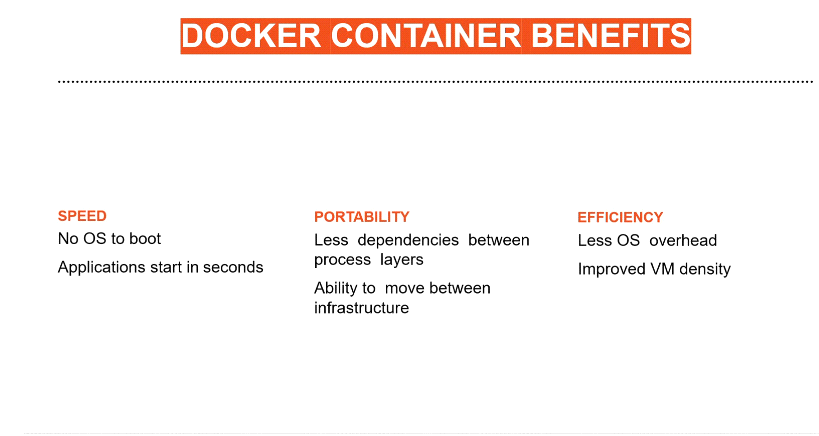 DOCKER CONTAINER BENEFITS
SPEED
No OS to boot
Applications start in seconds
PORTABILITY
Less dependencies between
process layers
Ability to move between
infrastructure
EFFICIENCY
Less OS overhead
Improved VM density